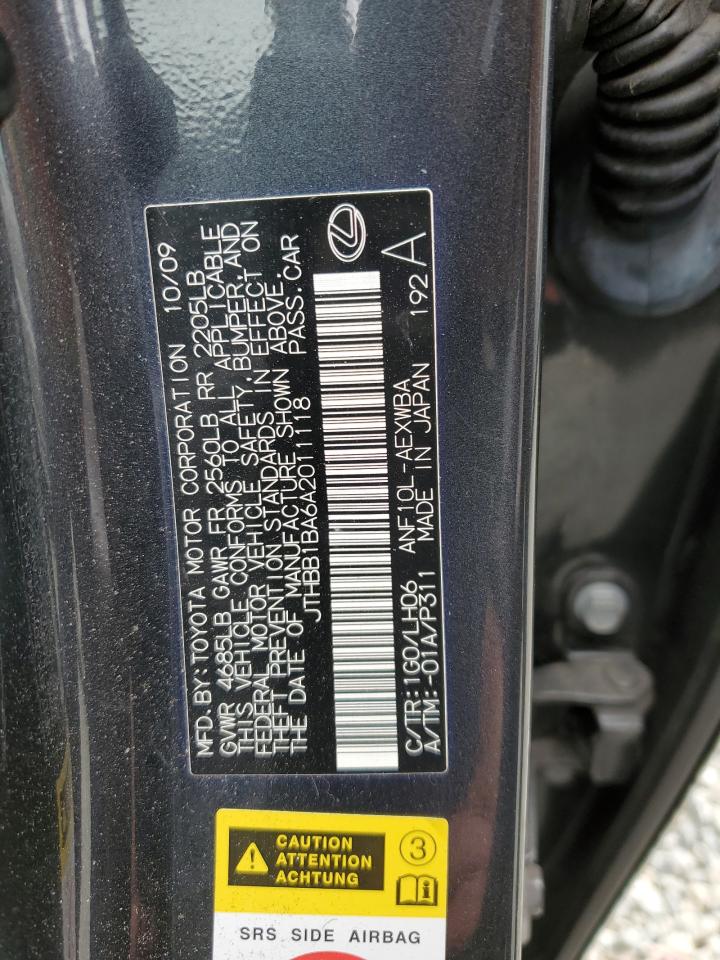 MFD.BY:TOYOTA MOTOR CORPORATION 10/09
GVWR 4685LB GAWR FR 2560LB RR 2205LB
THIS VEHICLE CONFORMS TO ALL APPLICABLE
FEDERAL MOTOR VEHICLE SAFETY,BUMPER,AND
THEFT PREVENTION STANDARDS IN EFFECT ON
THE DATE OF MANUFACTURE SHOWN ABOVE.
JTHBB1BA6A2011118 PASS.CAR
C/TR:1G0/LH06 ANF10L-AEXWBA
A/TM:-01A/P311 MADE IN JAPAN 192 A
CAUTION
ATTENTION
ACHTUNG
3
SRS SIDE AIRBAG